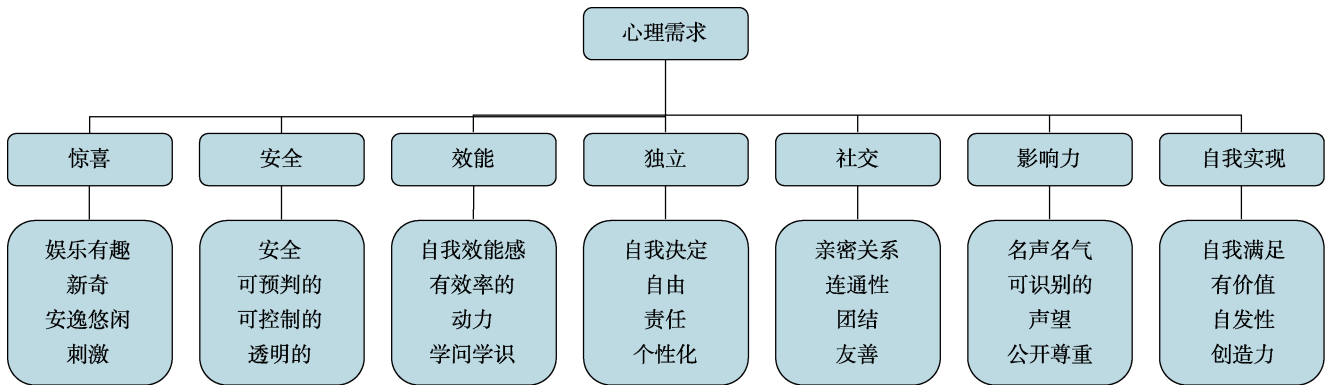 心理需求
惊喜
安全
效能
独立
社交
影响力
自我实现
娱乐有趣
新奇
安逸悠闲
刺激
安全
可预判的
可控制的
透明的
自我效能感
有效率的
动力
学问学识
自我决定
自由
责任
个性化
亲密关系
连通性
团结
友善
名声名气
可识别的
声望
公开尊重
自我满足
有价值
自发性
创造力